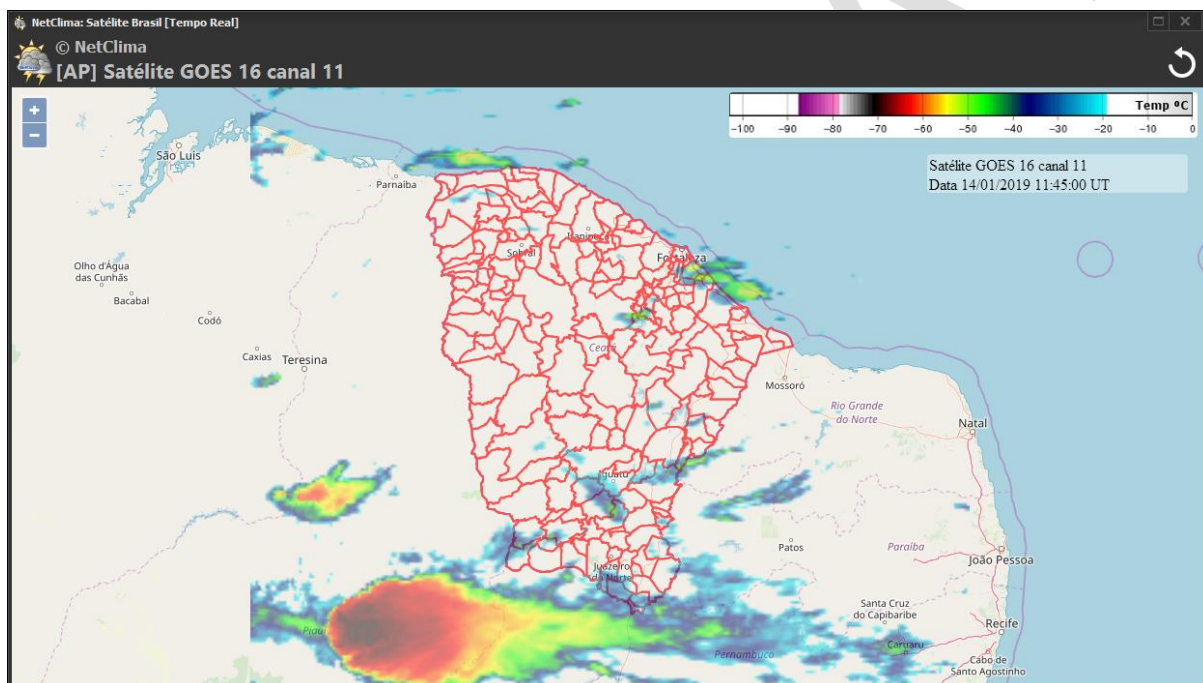 NetClima: Satélite Brasil [Tempo Real]
© NetClima
[AP] Satélite GOES 16 canal 11
+
−
Temp ºC
-100 -90 -80 -70 -60 -50 -40 -30 -20 -10 0
Satélite GOES 16 canal 11
Data 14/01/2019 11:45:00 UT
São Luis
Parnaíba
Itapipoca
Sobral
Fortaleza
Olho d'Água
das Cunhãs
Bacabal
Codó
Caxias
Teresina
Ceará
Mossoró
Rio Grande
do Norte
Natal
Iguatu
Patos
Paraíba
João Pessoa
Juazeiro
do Norte
Santa Cruz
do Capibaribe
Recife
Piauí
Caruaru
Pernambuco
Cabo de
Santo Agostinho